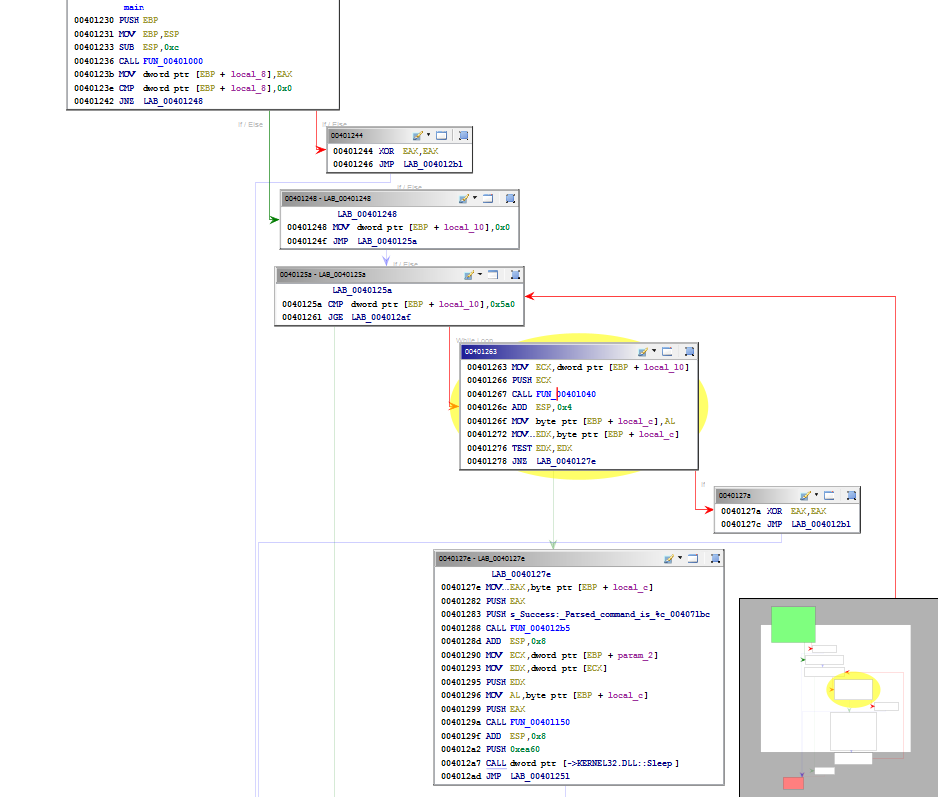 main
00401230 PUSH EBP
00401231 MOV EBP,ESP
00401233 SUB ESP,0xc
00401236 CALL FUN_00401000
0040123b MOV dword ptr [EBP + local_8],EAX
0040123e CMP dword ptr [EBP + local_8],0x0
00401242 JNZ LAB_00401248
If / Else
If / Else
00401244
00401244 XOR EAX,EAX
00401246 JMP LAB_004012b1
If / Else
00401248 - LAB_00401248
LAB_00401248
00401248 MOV dword ptr [EBP + local_10],0x0
0040124f JMP LAB_0040125a
If / Else
0040125a - LAB_0040125a
LAB_0040125a
0040125a CMP dword ptr [EBP + local_10],0x5a0
00401261 JGE LAB_004012af
While Loop
00401263
00401263 MOV ECX,dword ptr [EBP + local_10]
00401266 PUSH ECX
00401267 CALL FUN_00401040
0040126c ADD ESP,0x4
0040126f MOV byte ptr [EBP + local_c],AL
00401272 MOV...EDX,byte ptr [EBP + local_c]
00401276 TEST EDX,EDX
00401278 JNZ LAB_0040127e
If
0040127a
0040127a XOR EAX,EAX
0040127c JMP LAB_004012b1
0040127e - LAB_0040127e
LAB_0040127e
0040127e MOV...EAX,byte ptr [EBP + local_c]
00401282 PUSH EAX
00401283 PUSH s_Success:_Parsed_command_is_%c_004071bc
00401288 CALL FUN_004012b5
0040128d ADD ESP,0x8
00401290 MOV ECX,dword ptr [EBP + param_2]
00401293 MOV EDX,dword ptr [ECX]
00401295 PUSH EDX
00401296 MOV AL,byte ptr [EBP + local_c]
00401299 PUSH EAX
0040129a CALL FUN_00401150
0040129f ADD ESP,0x8
004012a2 PUSH 0xea60
004012a7 CALL dword ptr [->KERNEL32.DLL::Sleep]
004012ad JMP LAB_00401251